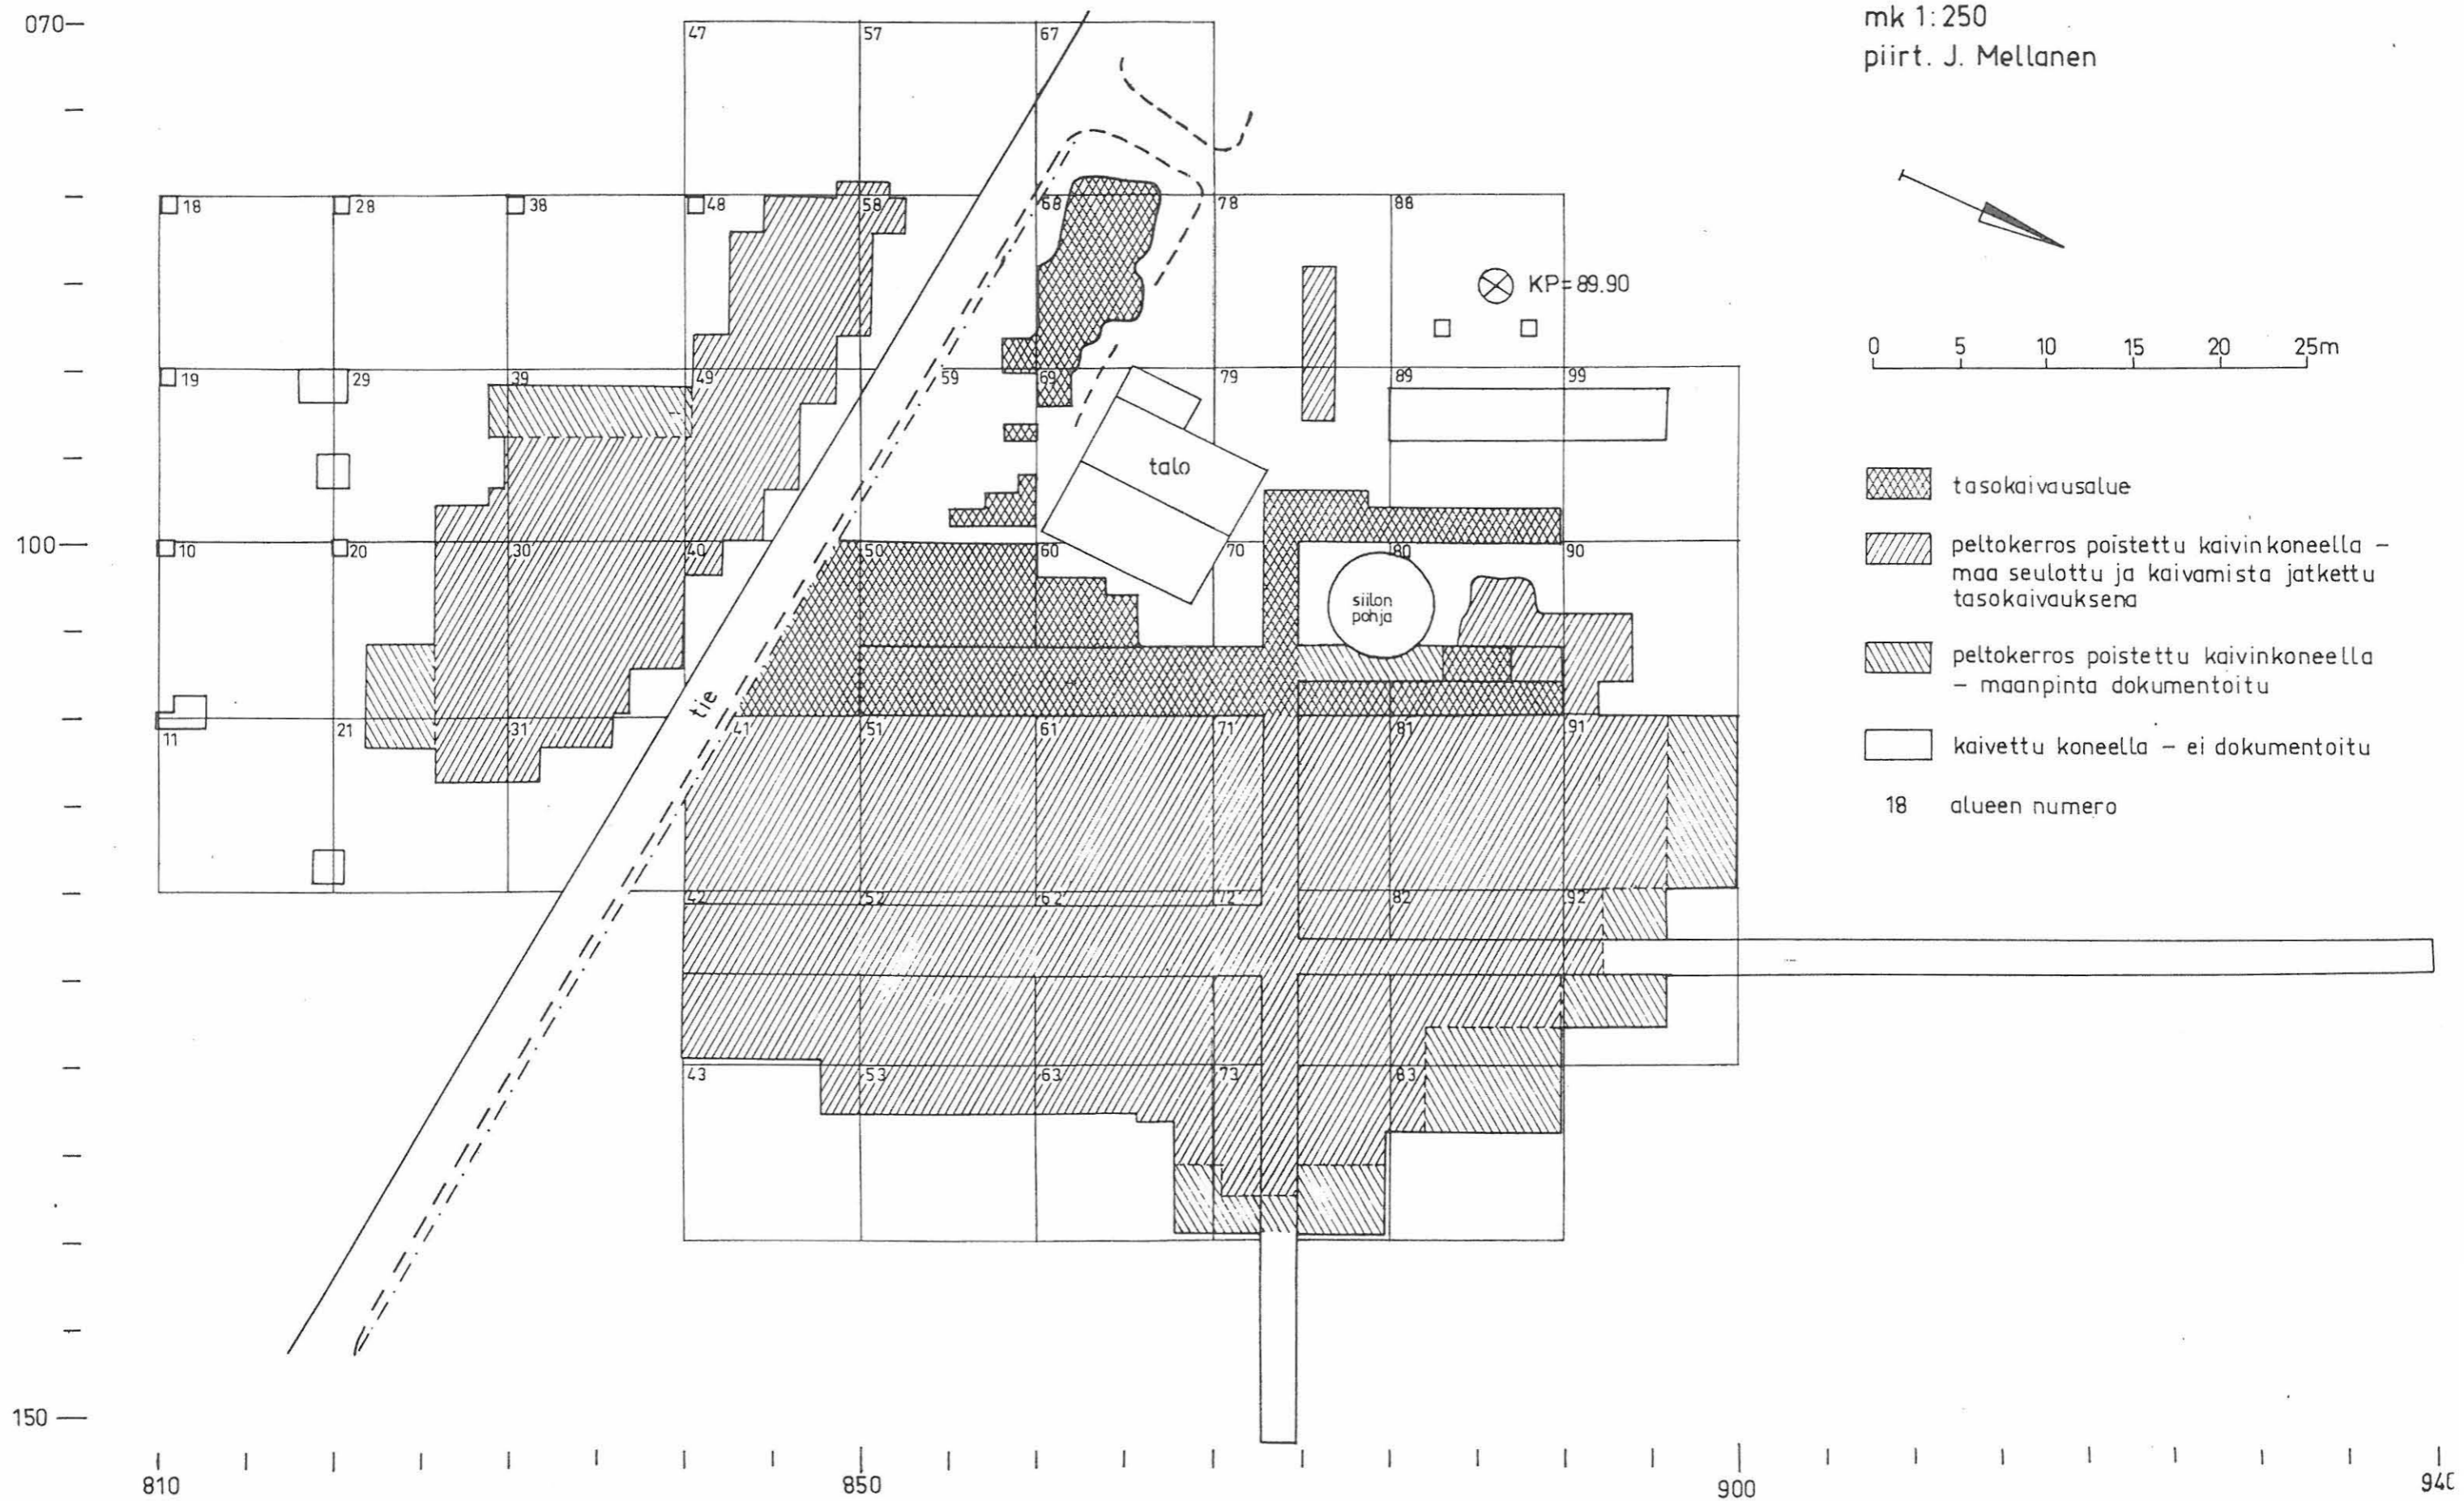 mk 1:250
piirt. J. Mellanen
070
47 57 67
18 28 38 48 58 68 78 88
KP=89.90
0 5 10 15 20 25m
19 29 39 49 59 69 79 89 99
talo
tasokaivausalue
100
10 20 30 40 50 60 70 80 90
peltokerros poistettu kaivinkoneella –
maa seulottu ja kaivamista jatkettu
tasokaivauksena
siilon
pohja
peltokerros poistettu kaivinkoneella
– maanpinta dokumentoitu
tie
11 21 31 41 51 61 71 81 91
kaivettu koneella – ei dokumentoitu
18 alueen numero
42 52 62 72 82 92
43 53 63 73 83
150
810 850 900 940